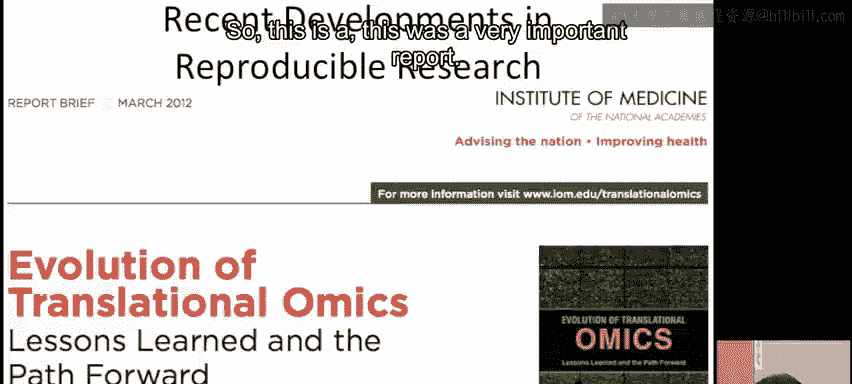 Recent Developments in
So, this is a, this was a very important
report.
Reproducible Research
REPORT BRIEF MARCH 2012
INSTITUTE OF MEDICINE
OF THE NATIONAL ACADEMIES
Advising the nation • Improving health
For more information visit www.iom.edu/translationalomics
Evolution of
Translational Omics
Lessons Learned and the
Path Forward
EVOLUTION OF TRANSLATIONAL
OMICS
Lessons Learned and the Path Forward